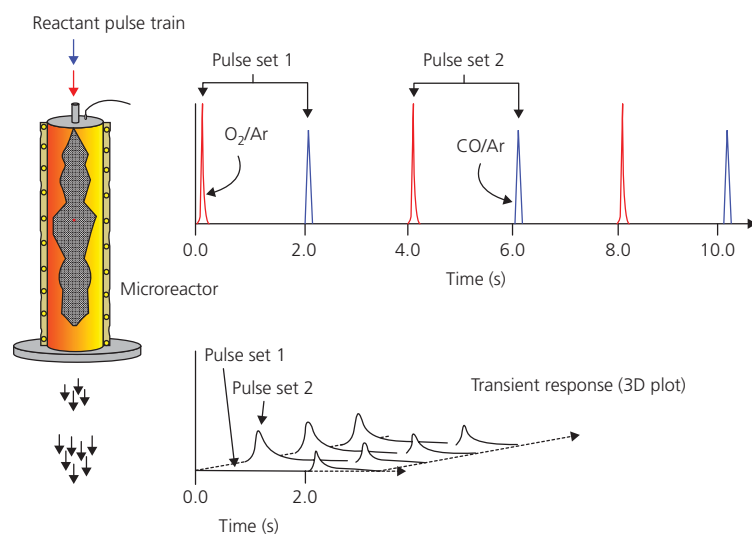 Reactant pulse train
Pulse set 1
Pulse set 2
O₂/Ar
CO/Ar
0.0 2.0 4.0 6.0 8.0 10.0
Time (s)
Microreactor
Pulse set 1
Pulse set 2
Transient response (3D plot)
0.0 2.0
Time (s)